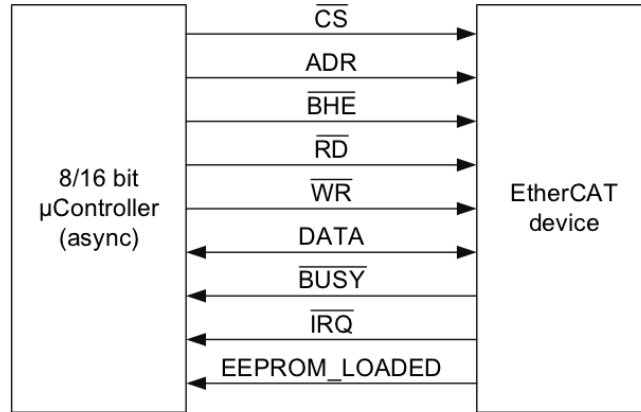 CS
ADR
BHE
RD
WR
DATA
BUSY
IRQ
EEPROM_LOADED
8/16 bit
µController
(async)
EtherCAT
device